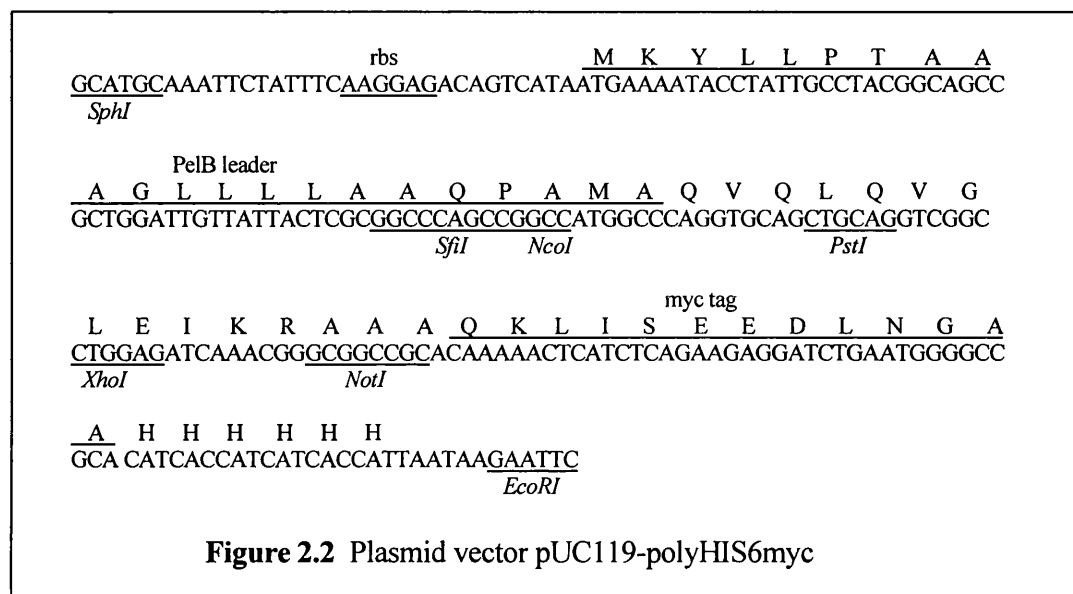 rbs M K Y L L P T A A
GCATGCAAATTCTATTTCAAGGAGACAGTCATAATGAAAATACCTATTGCCTACGGCAGCC
SphI
PelB leader
A G L L L L A A Q P A M A Q V Q L Q V G
GCTGGATTGTTATTACTCGCGGCCCAGCCGGCCATGGCCCAGGTGCAGCTGCAGGTCGGC
SfiI NcoI PstI
myc tag
L E I K R A A A Q K L I S E E D L N G A
CTGGAGATCAAACGGGCGGCCGCACAAAAACTCATCTCAGAAGAGGATCTGAATGGGGCC
XhoI NotI
A H H H H H H
GCA CATCACCATCATCACCATTAATAAGAATTC
EcoRI
Figure 2.2 Plasmid vector pUC119-polyHIS6myc